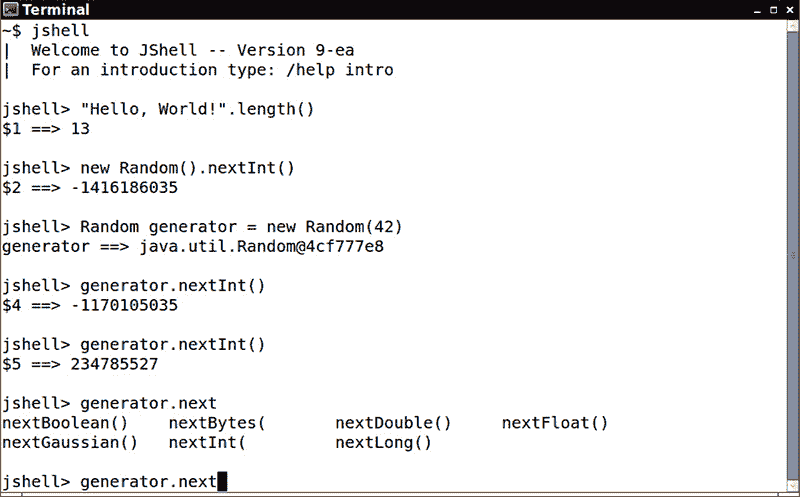 Terminal
~$ jshell
|  Welcome to JShell -- Version 9-ea
|  For an introduction type: /help intro
jshell> "Hello, World!".length()
$1 ==> 13
jshell> new Random().nextInt()
$2 ==> -1416186035
jshell> Random generator = new Random(42)
generator ==> java.util.Random@4cf777e8
jshell> generator.nextInt()
$4 ==> -1170105035
jshell> generator.nextInt()
$5 ==> 234785527
jshell> generator.next
nextBoolean()    nextBytes(       nextDouble()     nextFloat()
nextGaussian()   nextInt(         nextLong()
jshell> generator.next